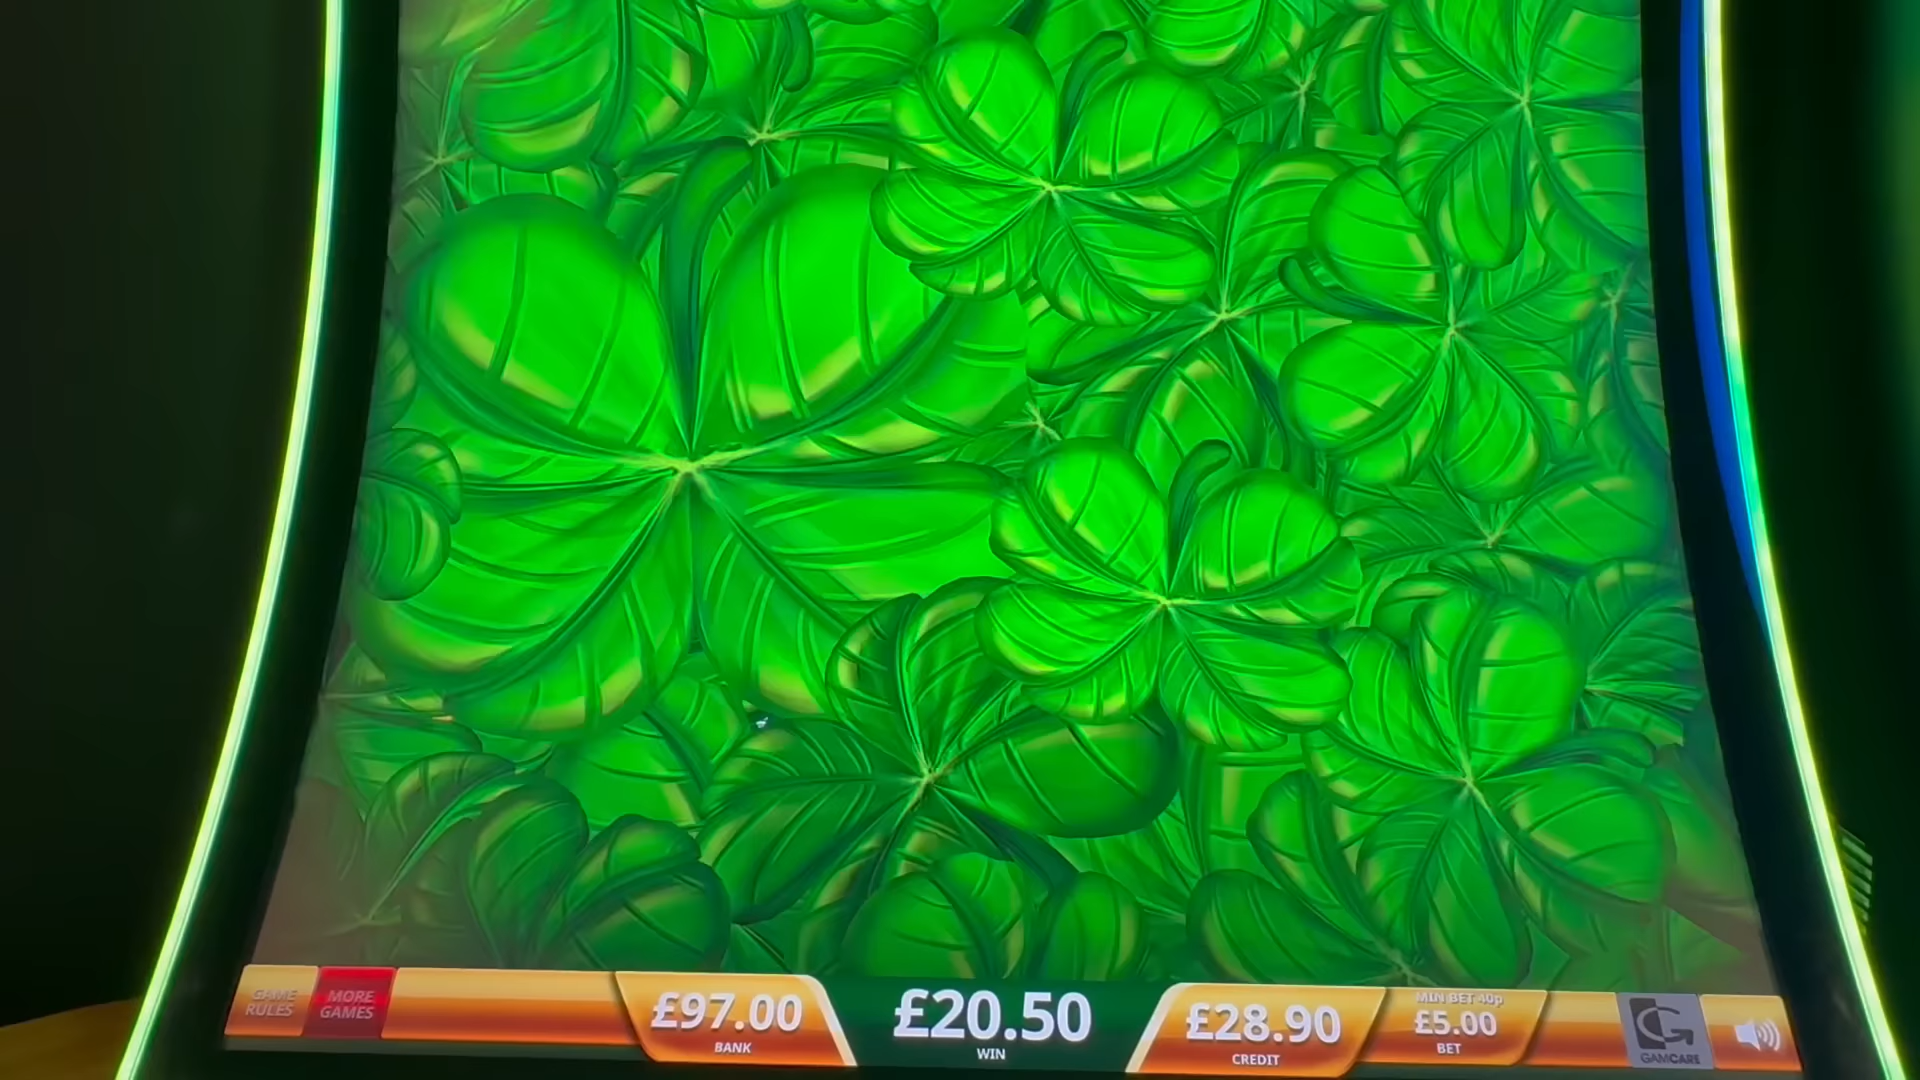 GAME
RULES
MORE
GAMES
£97.00
BANK
£20.50
WIN
£28.90
CREDIT
MIN BET 40p
£5.00
BET
GAMCARE